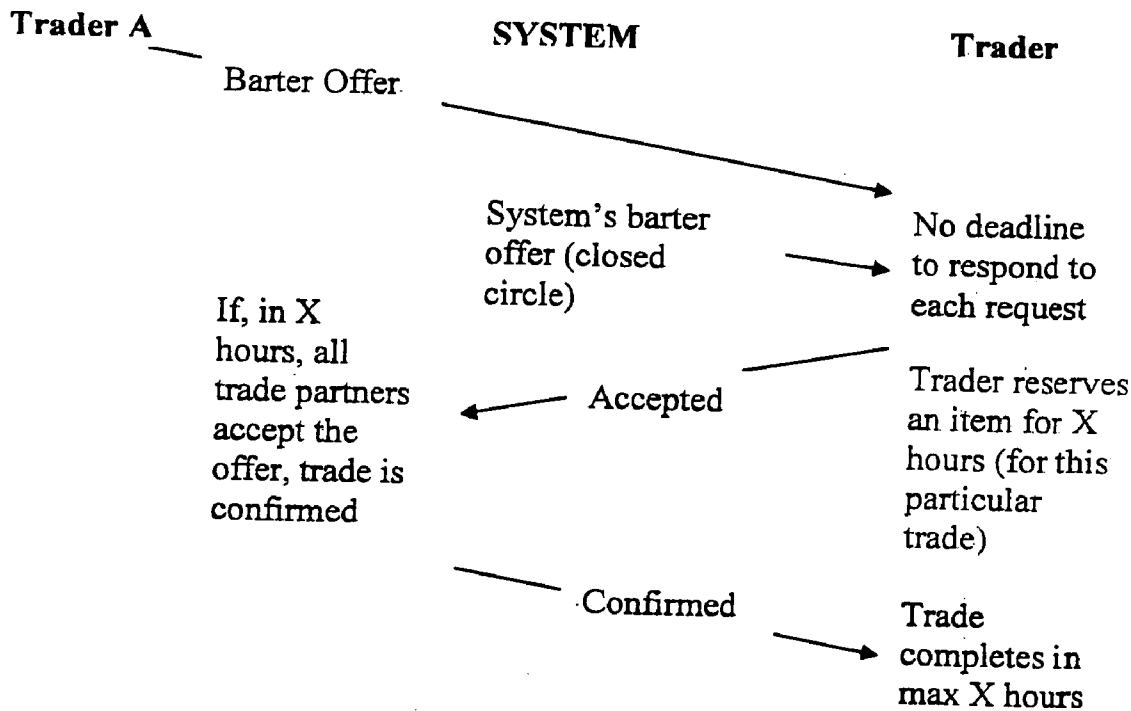 Trader A
SYSTEM
Trader
Barter Offer
System's barter
offer (closed
circle)
No deadline
to respond to
each request
If, in X
hours, all
trade partners
accept the
offer, trade is
confirmed
Accepted
Trader reserves
an item for X
hours (for this
particular
trade)
Confirmed
Trade
completes in
max X hours